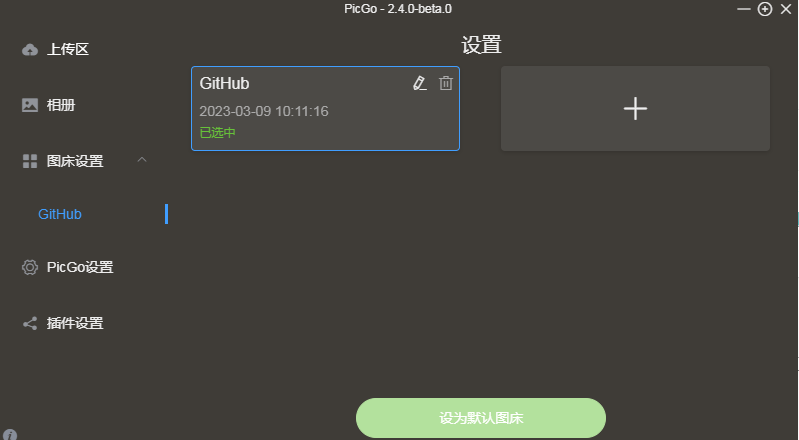 PicGo - 2.4.0-beta.0
上传区
相册
图床设置
GitHub
PicGo设置
插件设置
设置
GitHub
2023-03-09 10:11:16
已选中
设为默认图床